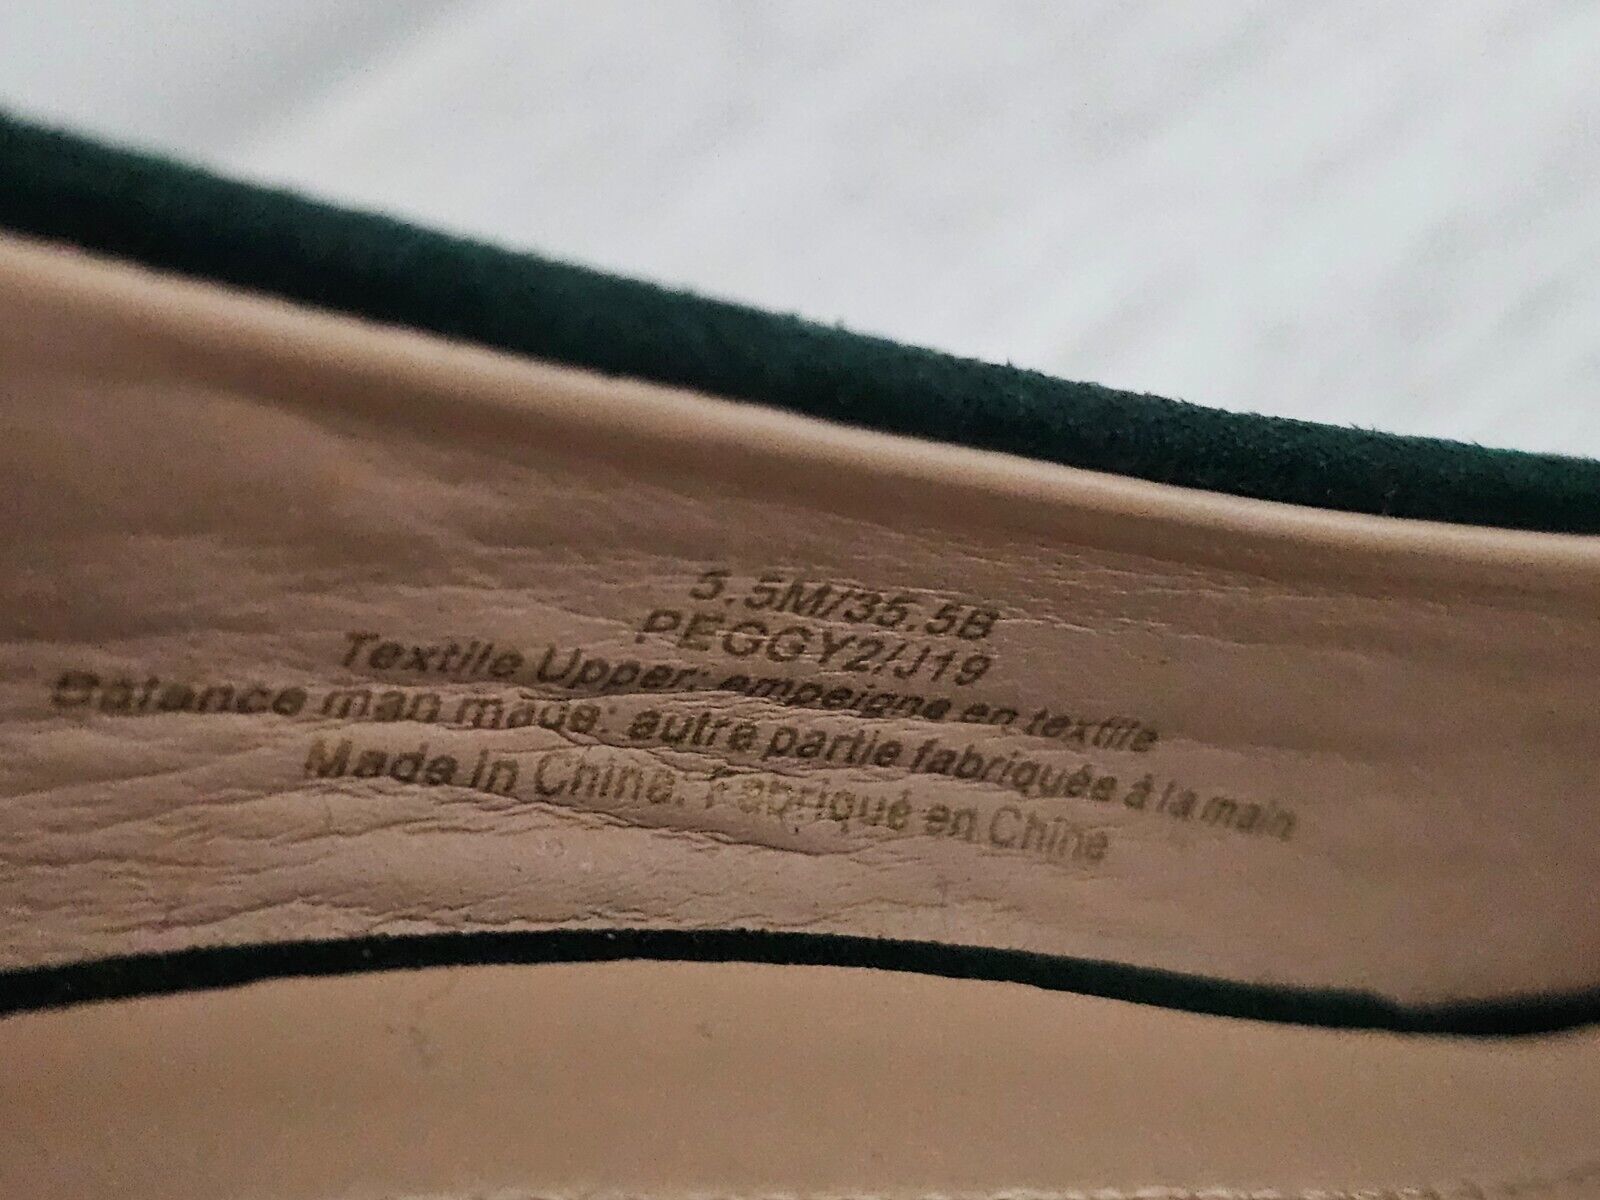 5.5M/35.5B
PEGGY2/J19
Textile Upper: empeigne en textile
Balance man made: autre partie fabriquée à la main
Made in China. Fabriqué en Chine